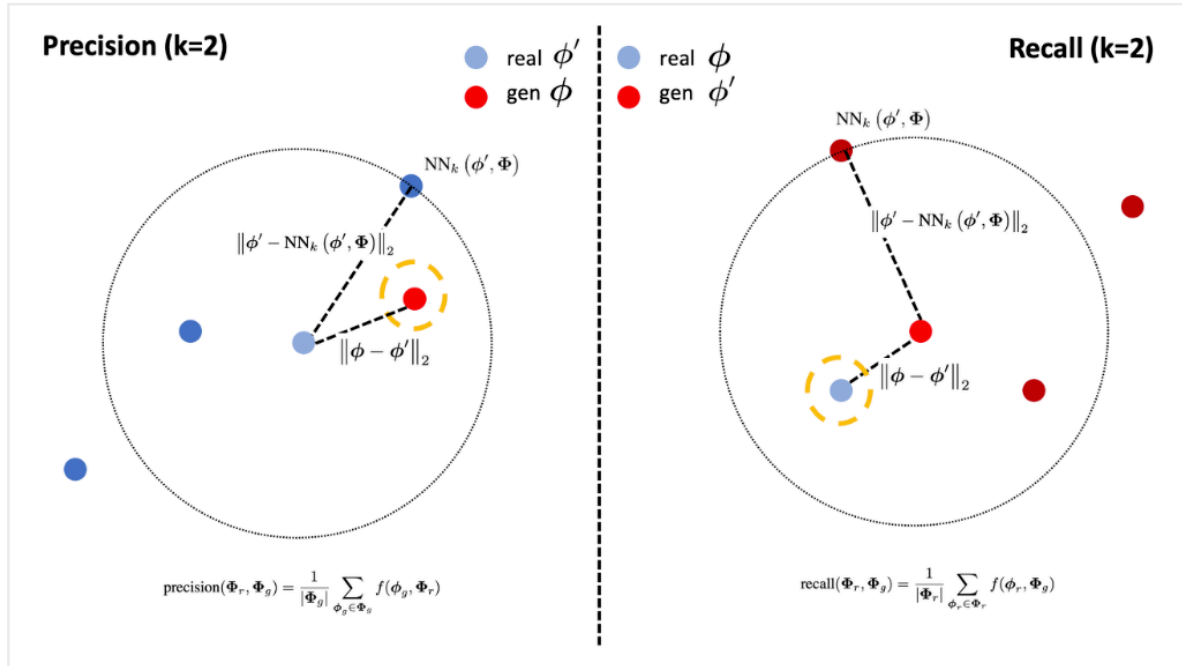 Precision (k=2)
real ϕ′
gen ϕ
NNₖ (ϕ′, Φ)
‖ϕ′ − NNₖ (ϕ′, Φ)‖₂
‖ϕ − ϕ′‖₂
precision(Φᵣ, Φ_g) = 1/|Φ_g| ∑_{ϕ_g∈Φ_g} f(ϕ_g, Φᵣ)
Recall (k=2)
real ϕ
gen ϕ′
NNₖ (ϕ′, Φ)
‖ϕ′ − NNₖ (ϕ′, Φ)‖₂
‖ϕ − ϕ′‖₂
recall(Φᵣ, Φ_g) = 1/|Φᵣ| ∑_{ϕᵣ∈Φᵣ} f(ϕᵣ, Φ_g)